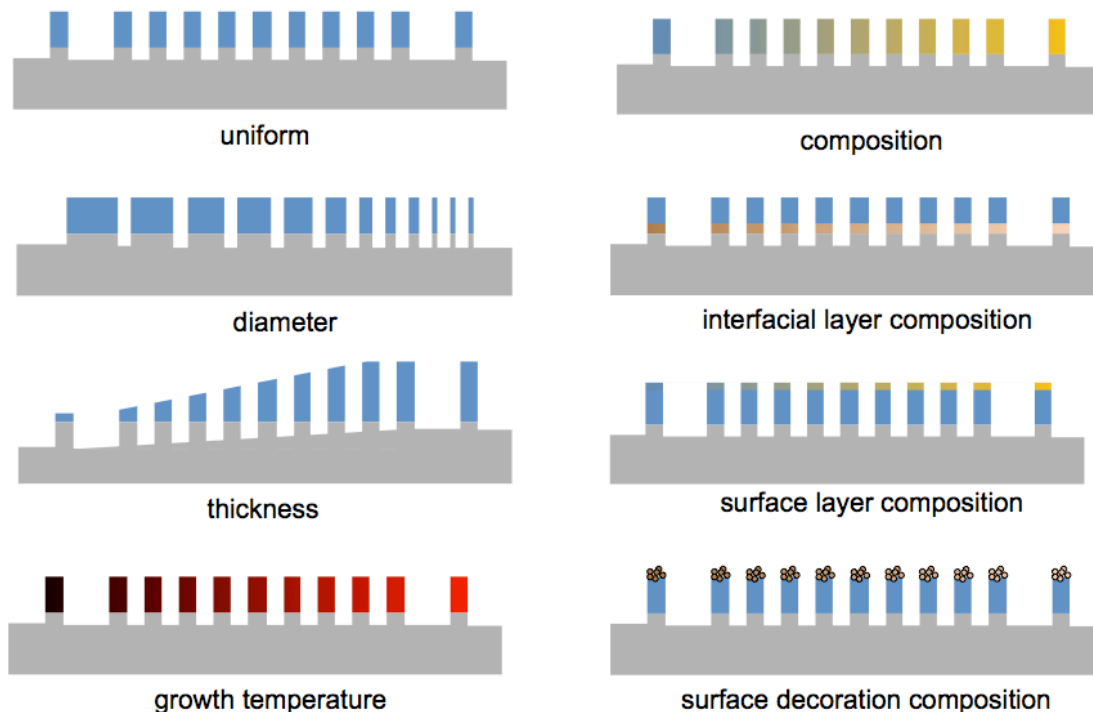 uniform
composition
diameter
interfacial layer composition
thickness
surface layer composition
growth temperature
surface decoration composition